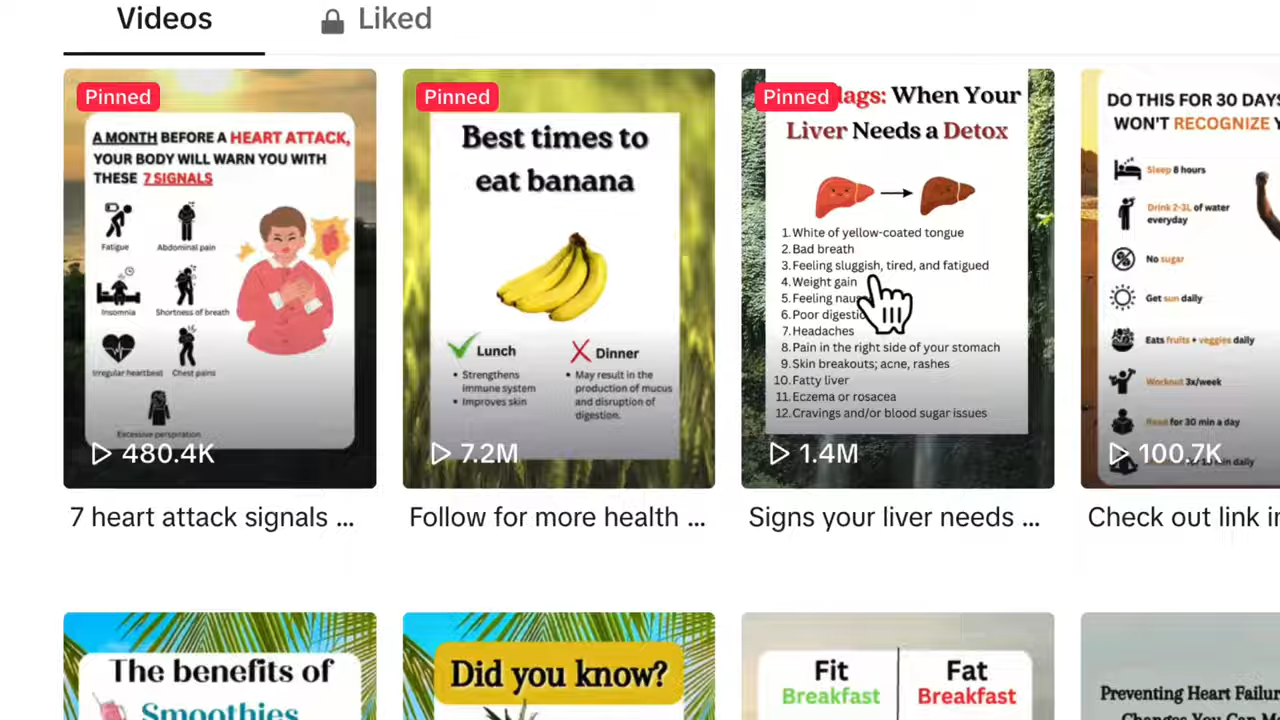 Videos
Liked
Pinned
A MONTH BEFORE A HEART ATTACK,
YOUR BODY WILL WARN YOU WITH
THESE 7 SIGNALS
Fatigue
Abdominal pain
Insomnia
Shortness of breath
Irregular heartbeat
Chest pains
Excessive perspiration
480.4K
7 heart attack signals ...
Pinned
Best times to
eat banana
Lunch
• Strengthens
immune system
• Improves skin
Dinner
• May result in the
production of mucus
and disruption of
digestion.
7.2M
Follow for more health ...
Pinned
lags: When Your
Liver Needs a Detox
1. White of yellow-coated tongue
2. Bad breath
3. Feeling sluggish, tired, and fatigued
4. Weight gain
5. Feeling
6. Poor
7. Headaches
8. Pain in the right side of your stomach
9. Skin breakouts; acne, rashes
10. Fatty liver
11. Eczema or rosacea
12. Cravings and/or blood sugar issues
1.4M
Signs your liver needs ...
DO THIS FOR 30 DAYS
WON'T RECOGNIZE
Sleep 8 hours
Drink 2-3L of water
everyday
No sugar
Get sun daily
Eats fruits + veggies daily
Workout 3x/week
Read for 30 min a day
daily
100.7K
Check out link
The benefits of
Smoothies
Did you know?
Fit
Breakfast
Fat
Breakfast
Preventing Heart
Changes You Can